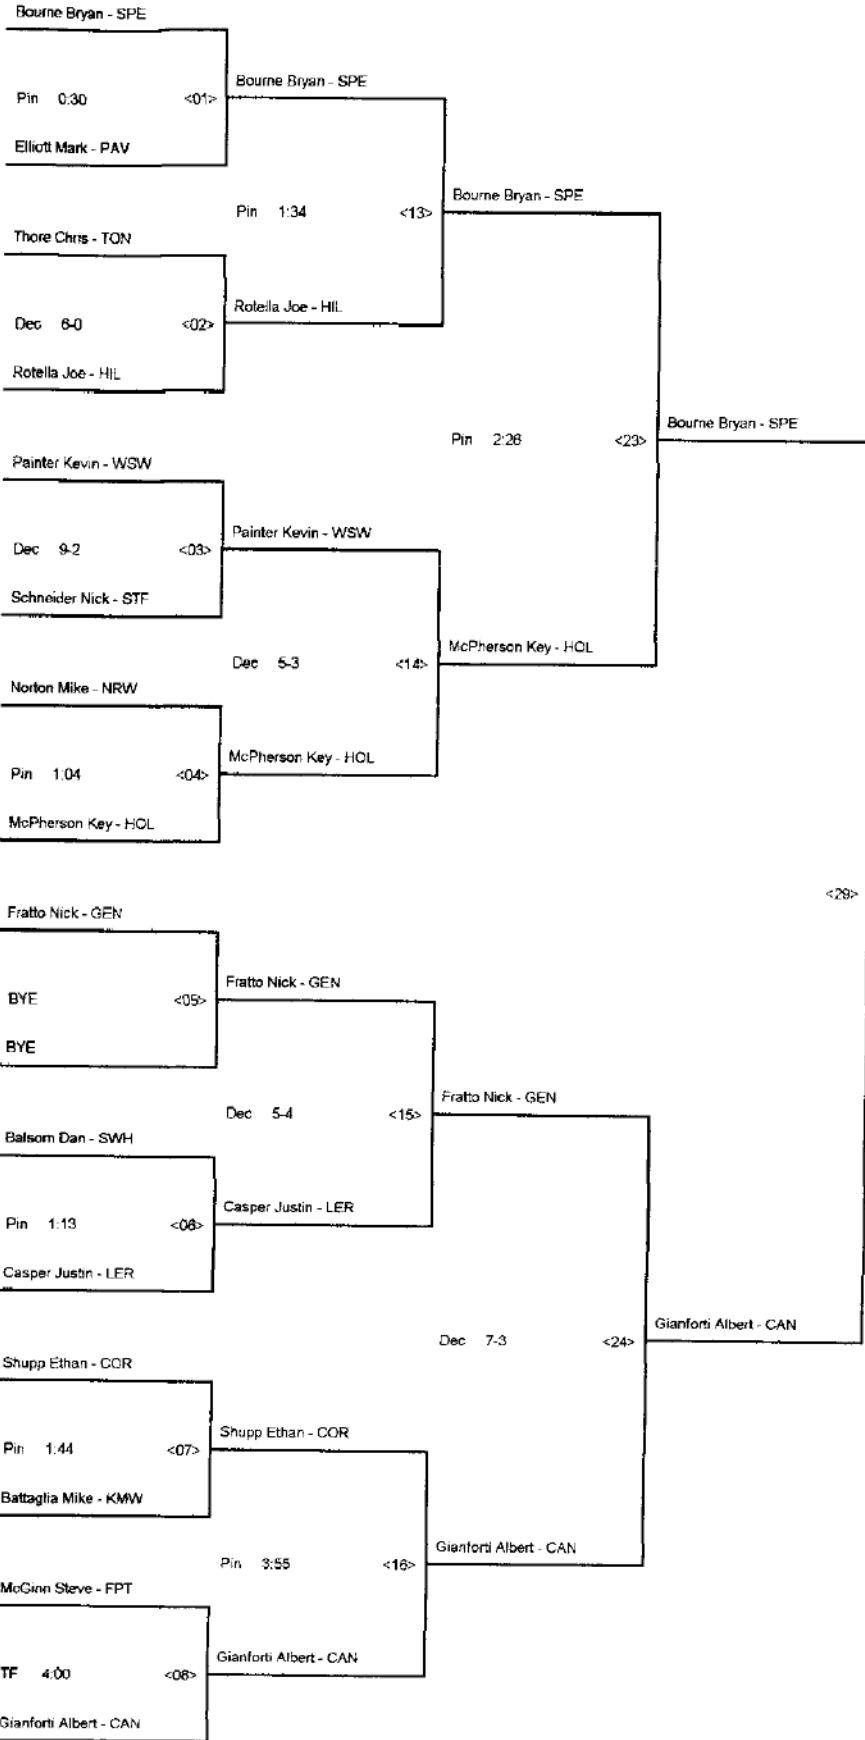 Bourne Bryan - SPE
Bourne Bryan - SPE
Pin 0:30 <01>
Elliott Mark - PAV
Bourne Bryan - SPE
Pin 1:34 <13>
Thore Chris - TON
Rotella Joe - HIL
Dec 6-0 <02>
Rotella Joe - HIL
Bourne Bryan - SPE
Pin 2:26 <23>
Painter Kevin - WSW
Painter Kevin - WSW
Dec 9-2 <03>
Schneider Nick - STF
McPherson Key - HOL
Dec 5-3 <14>
Norton Mike - NRW
McPherson Key - HOL
Pin 1:04 <04>
McPherson Key - HOL
<29>
Fratto Nick - GEN
Fratto Nick - GEN
BYE <05>
BYE
Fratto Nick - GEN
Dec 5-4 <15>
Balsom Dan - SWH
Casper Justin - LER
Pin 1:13 <06>
Casper Justin - LER
Gianforti Albert - CAN
Dec 7-3 <24>
Shupp Ethan - COR
Shupp Ethan - COR
Pin 1:44 <07>
Battaglia Mike - KMW
Gianforti Albert - CAN
Pin 3:55 <16>
McGinn Steve - FPT
Gianforti Albert - CAN
TF 4:00 <08>
Gianforti Albert - CAN